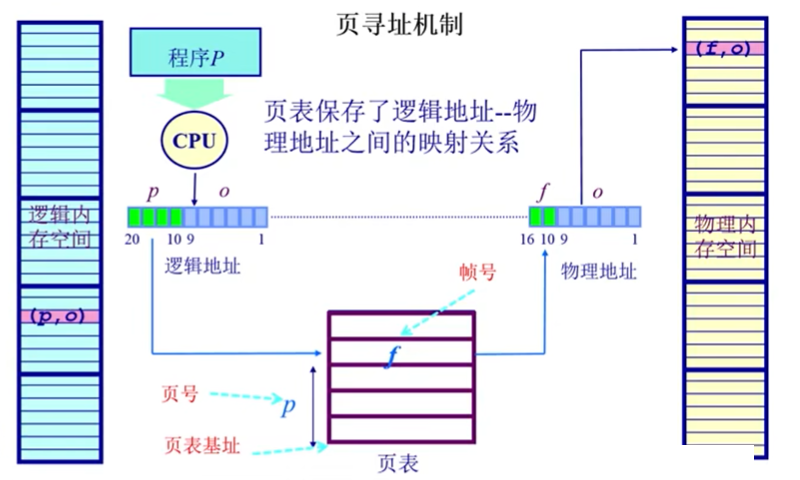 页寻址机制
程序P
CPU
页表保存了逻辑地址--物
理地址之间的映射关系
(f,o)
p
o
f
o
20
10
9
1
16
10
9
1
逻辑地址
物理地址
逻辑内
存空间
物理内
存空间
(p,o)
帧号
f
页号
p
页表基址
页表